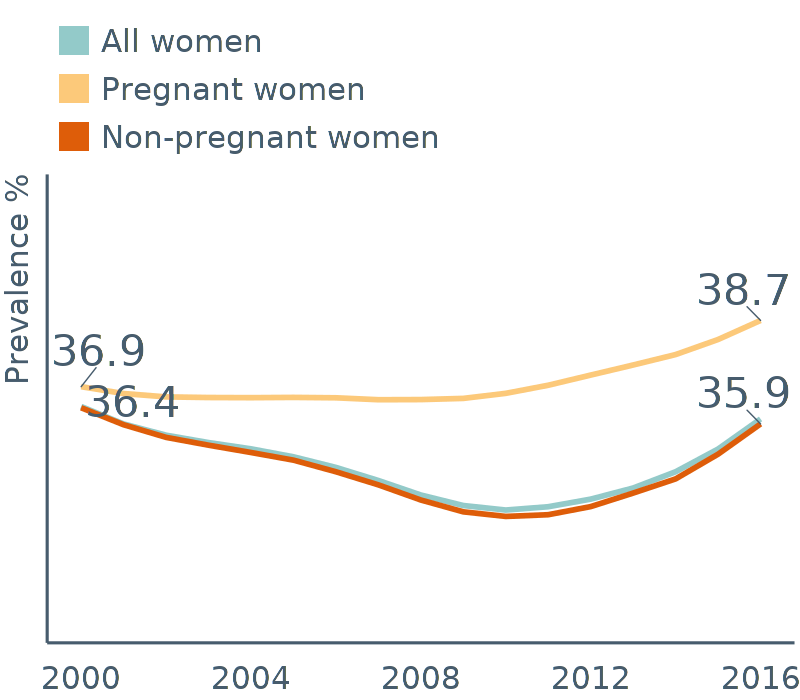 All women
Pregnant women
Non-pregnant women
Prevalence %
38.7
36.9
36.4
35.9
2000 2004 2008 2012 2016